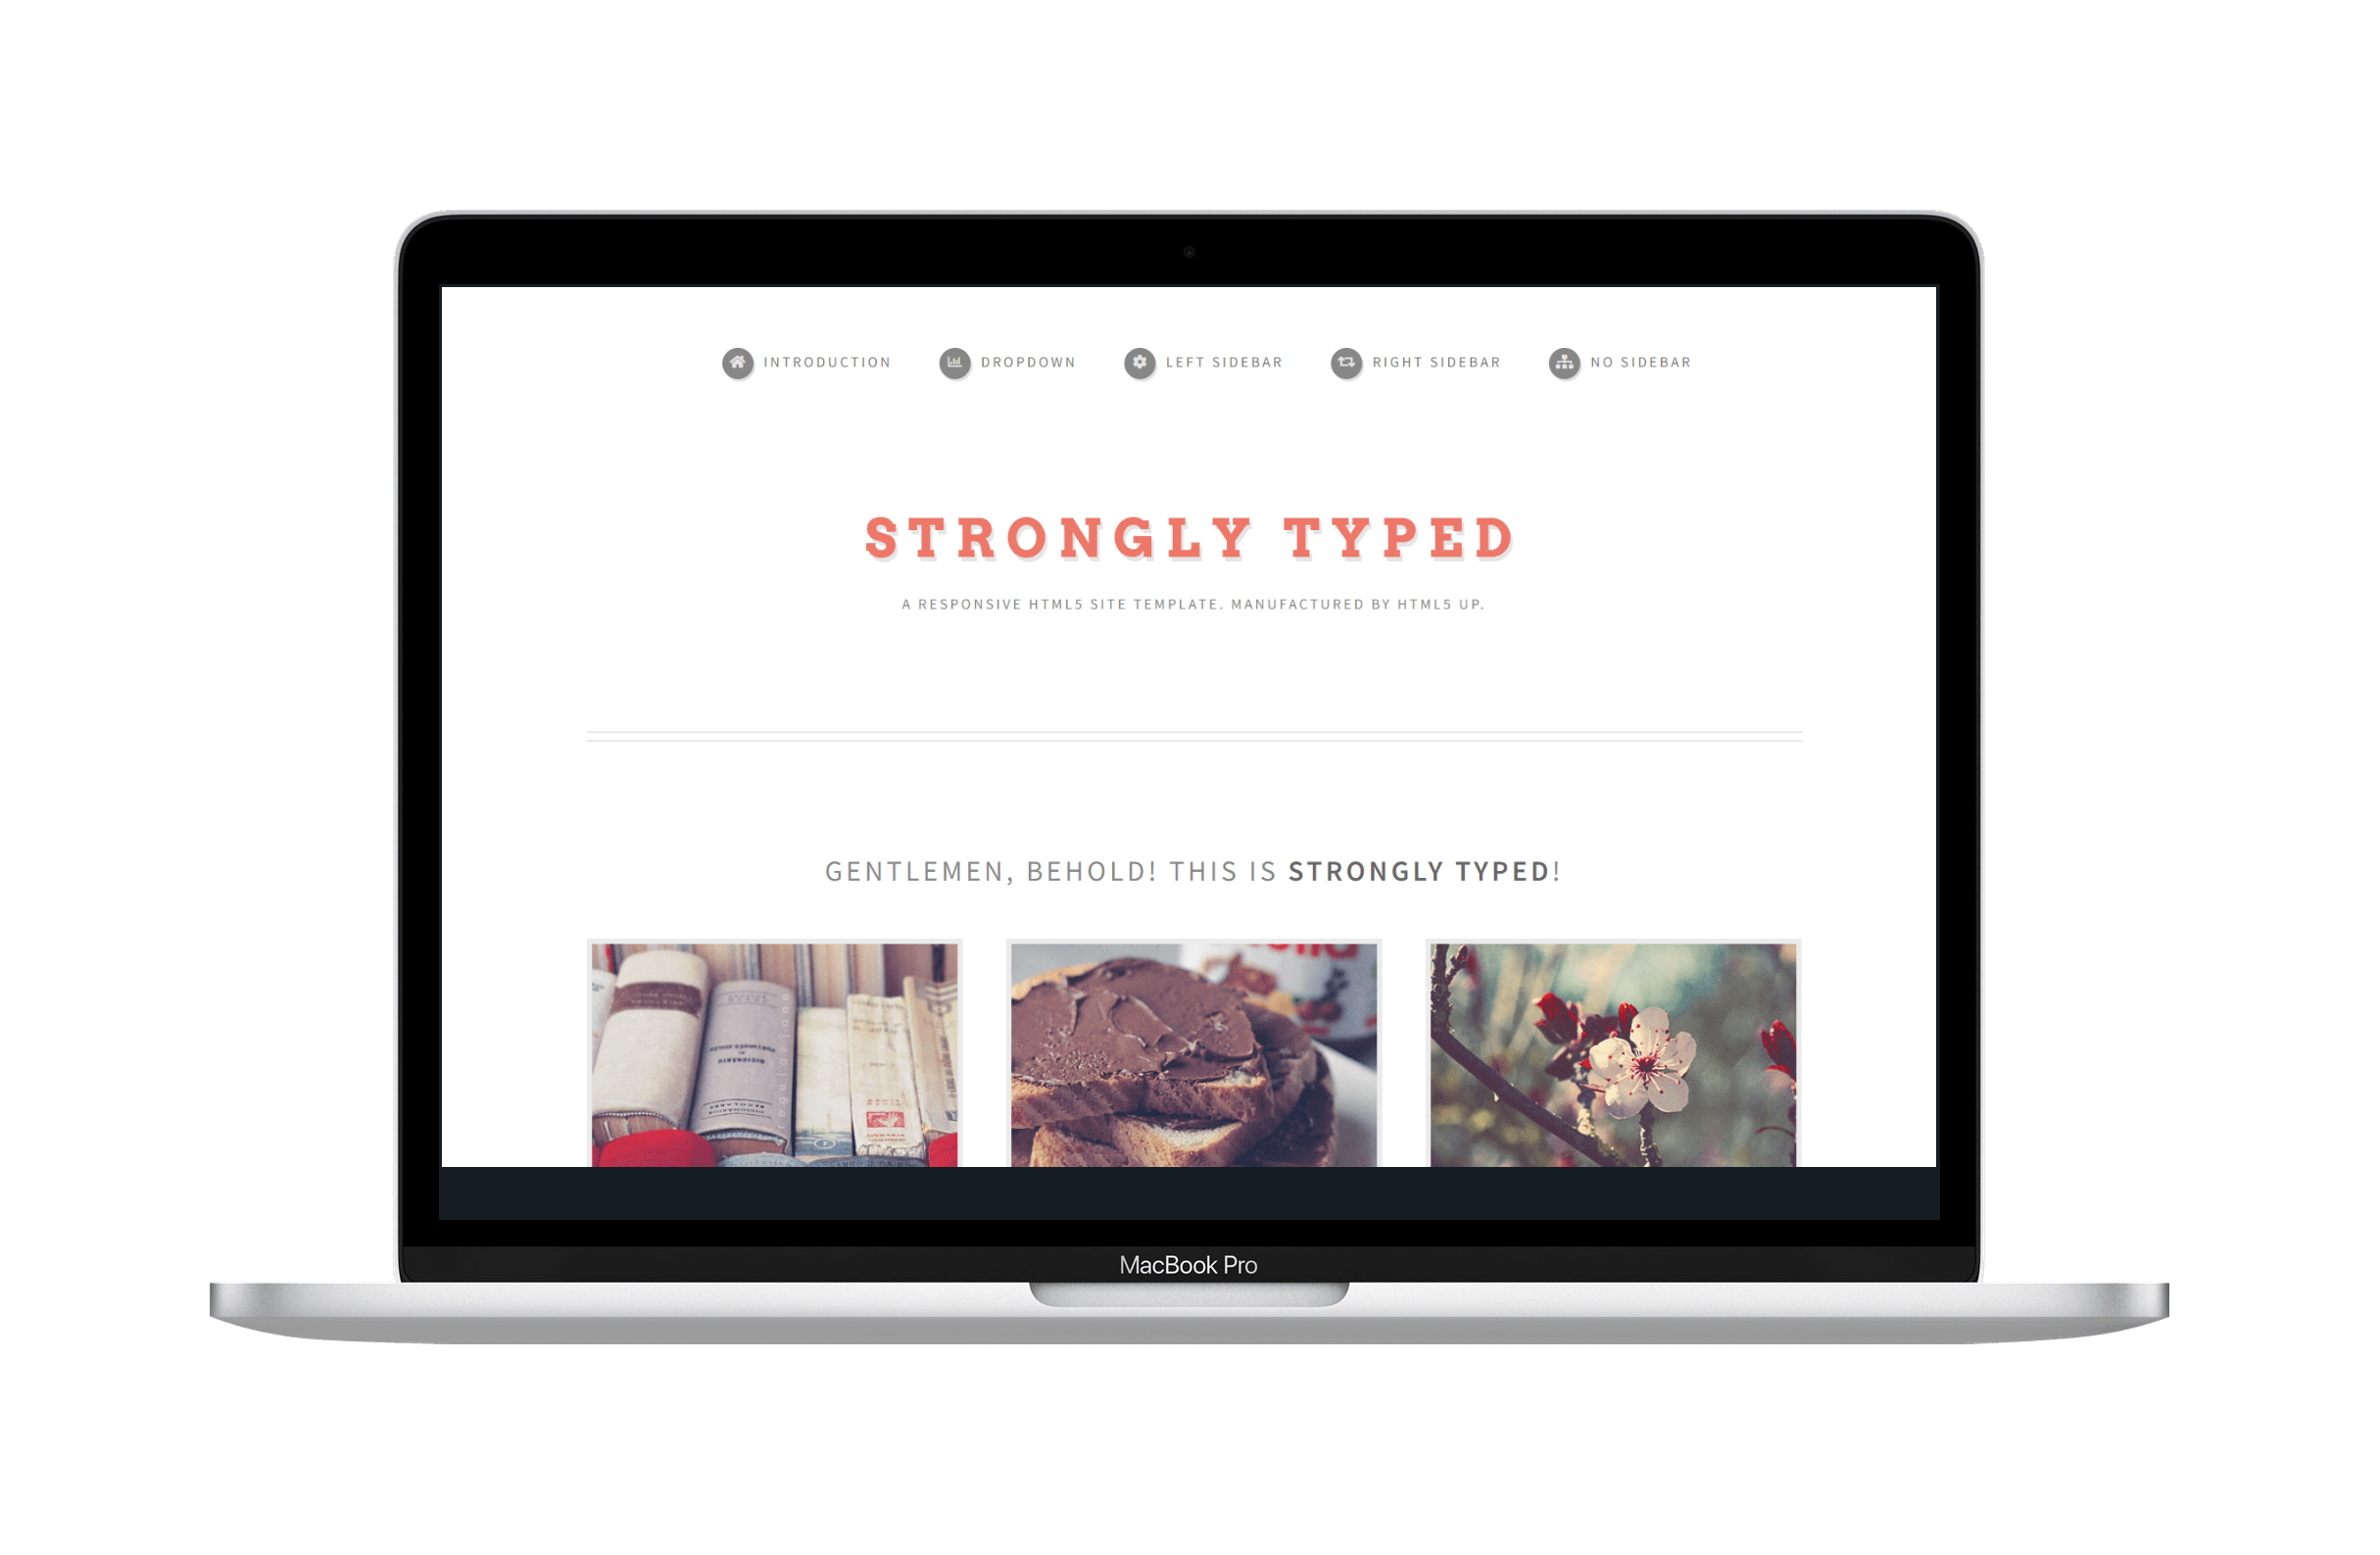 INTRODUCTION DROPDOWN LEFT SIDEBAR RIGHT SIDEBAR NO SIDEBAR
STRONGLY TYPED
A RESPONSIVE HTML5 SITE TEMPLATE. MANUFACTURED BY HTML5 UP.
GENTLEMEN, BEHOLD! THIS IS STRONGLY TYPED!
MacBook Pro